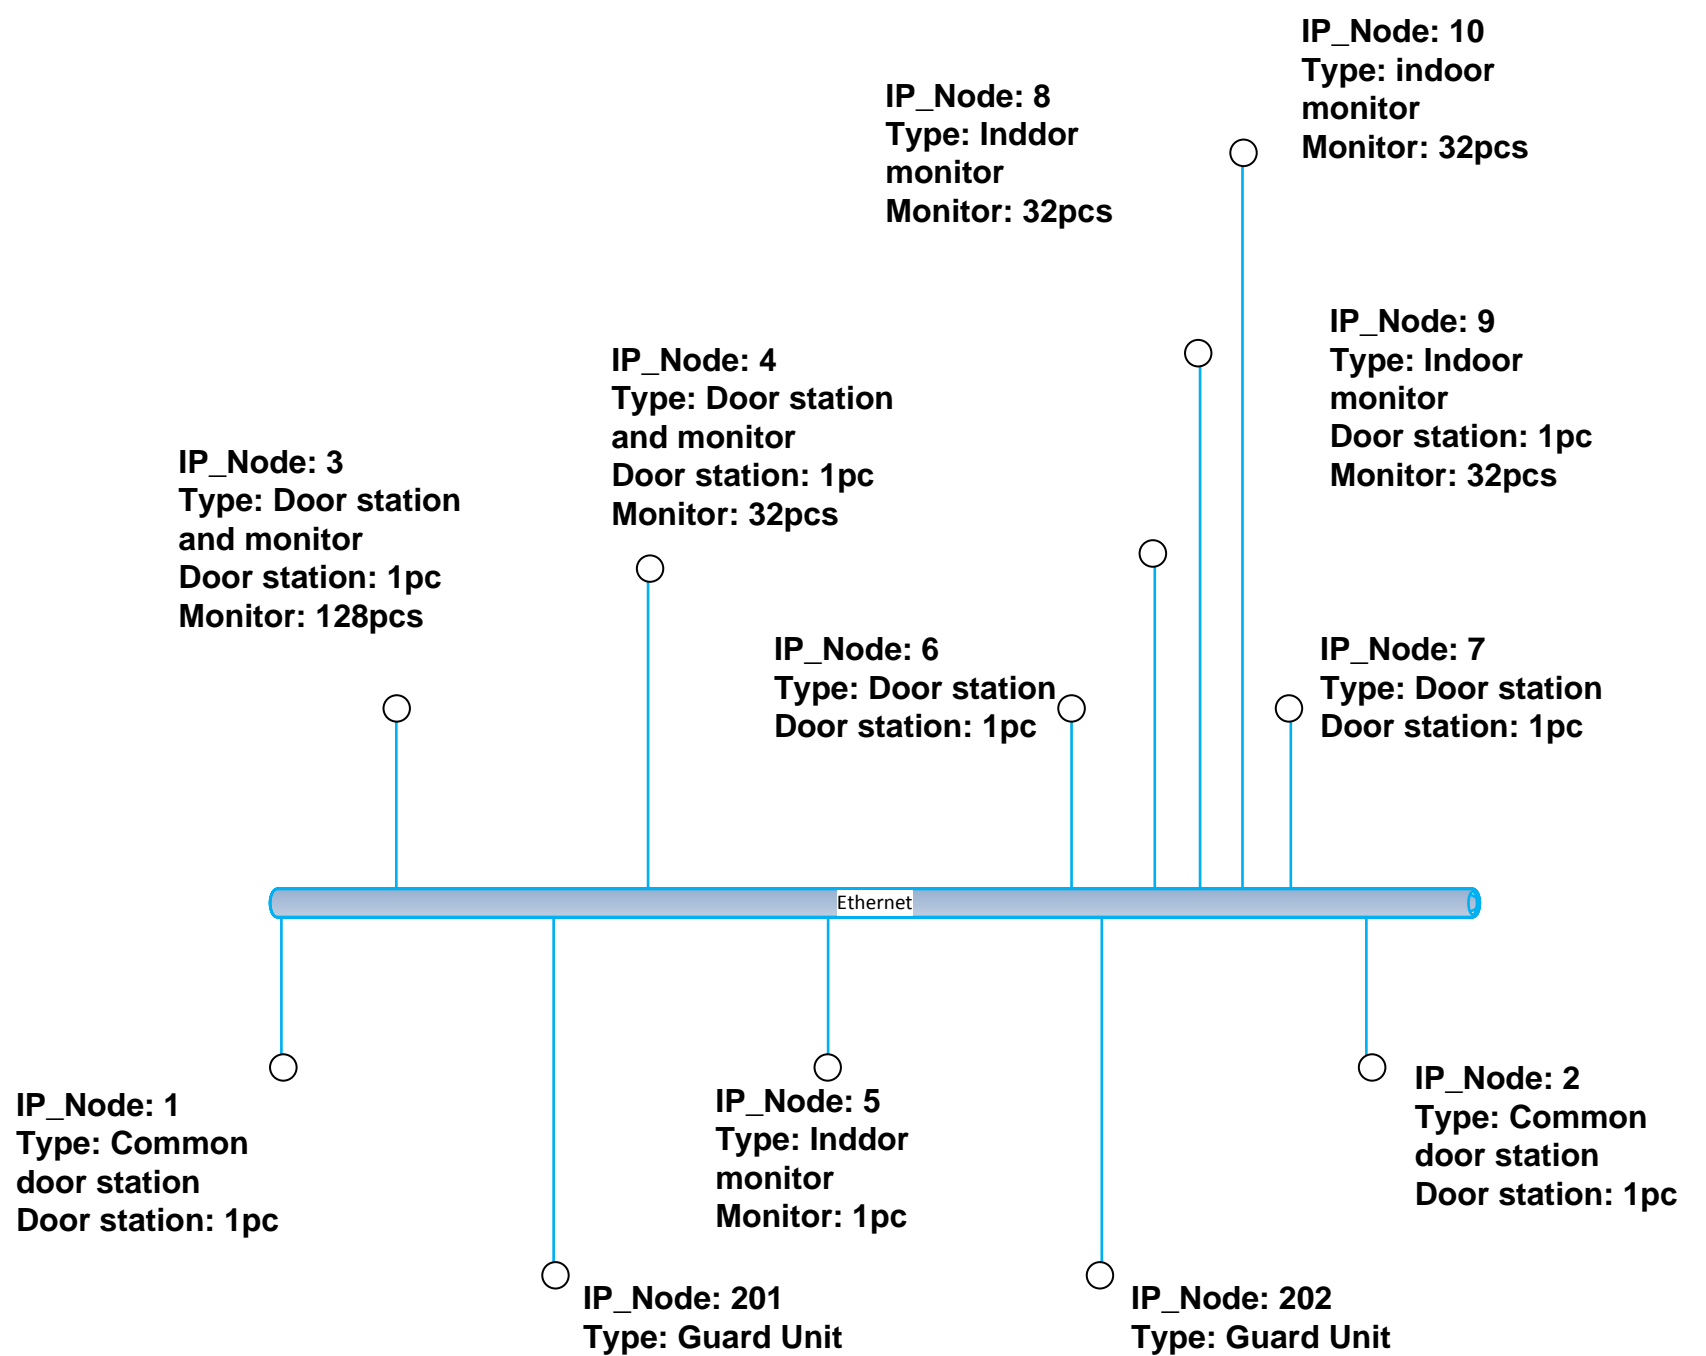 IP_Node: 10
Type: indoor
monitor
Monitor: 32pcs
IP_Node: 8
Type: Inddor
monitor
Monitor: 32pcs
IP_Node: 9
Type: Indoor
monitor
Door station: 1pc
Monitor: 32pcs
IP_Node: 4
Type: Door station
and monitor
Door station: 1pc
Monitor: 32pcs
IP_Node: 3
Type: Door station
and monitor
Door station: 1pc
Monitor: 128pcs
IP_Node: 6
Type: Door station
Door station: 1pc
IP_Node: 7
Type: Door station
Door station: 1pc
Ethernet
IP_Node: 1
Type: Common
door station
Door station: 1pc
IP_Node: 5
Type: Inddor
monitor
Monitor: 1pc
IP_Node: 2
Type: Common
door station
Door station: 1pc
IP_Node: 201
Type: Guard Unit
IP_Node: 202
Type: Guard Unit